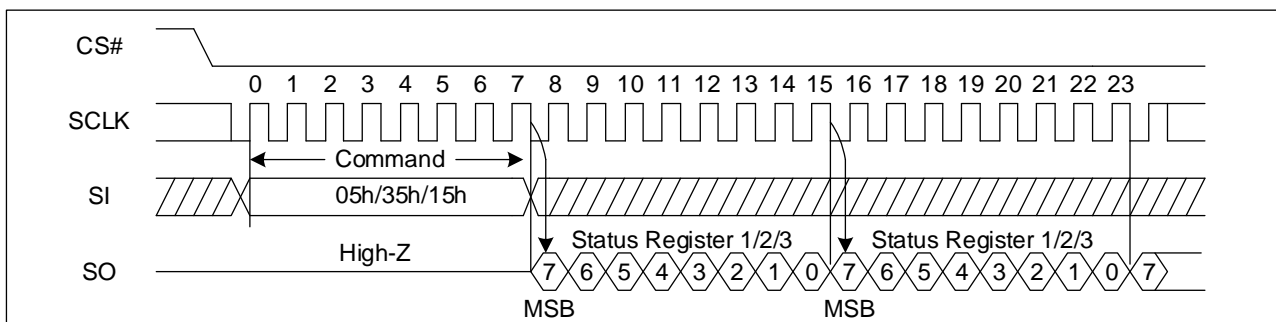 CS#
0 1 2 3 4 5 6 7 8 9 10 11 12 13 14 15 16 17 18 19 20 21 22 23
SCLK
Command
SI 05h/35h/15h
High-Z Status Register 1/2/3 Status Register 1/2/3
SO 7 6 5 4 3 2 1 0 7 6 5 4 3 2 1 0 7
MSB MSB